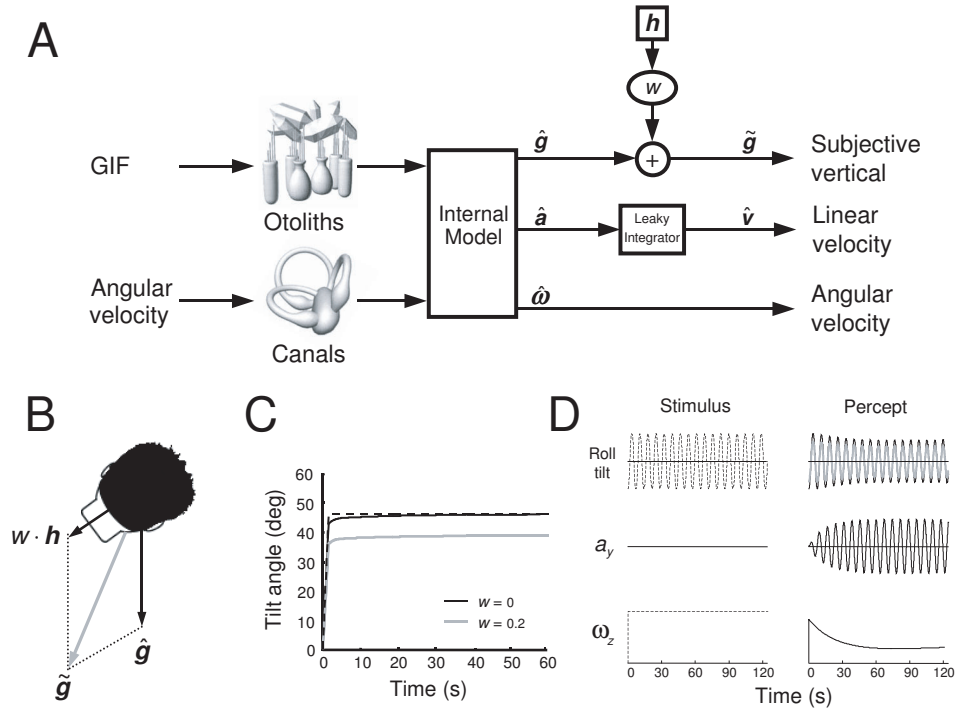 A
h
w
GIF
Otoliths
Angular
velocity
Canals
Internal
Model
ĝ
+
g̃
Subjective
vertical
â
Leaky
Integrator
v̂
Linear
velocity
ω̂
Angular
velocity
B
w · h
ĝ
g̃
C
Tilt angle (deg)
60
50
40
30
20
10
0
w = 0
w = 0.2
0 10 20 30 40 50 60
Time (s)
D
Stimulus Percept
Roll
tilt
a_y
ω_z
0 30 60 90 120 0 30 60 90 120
Time (s)